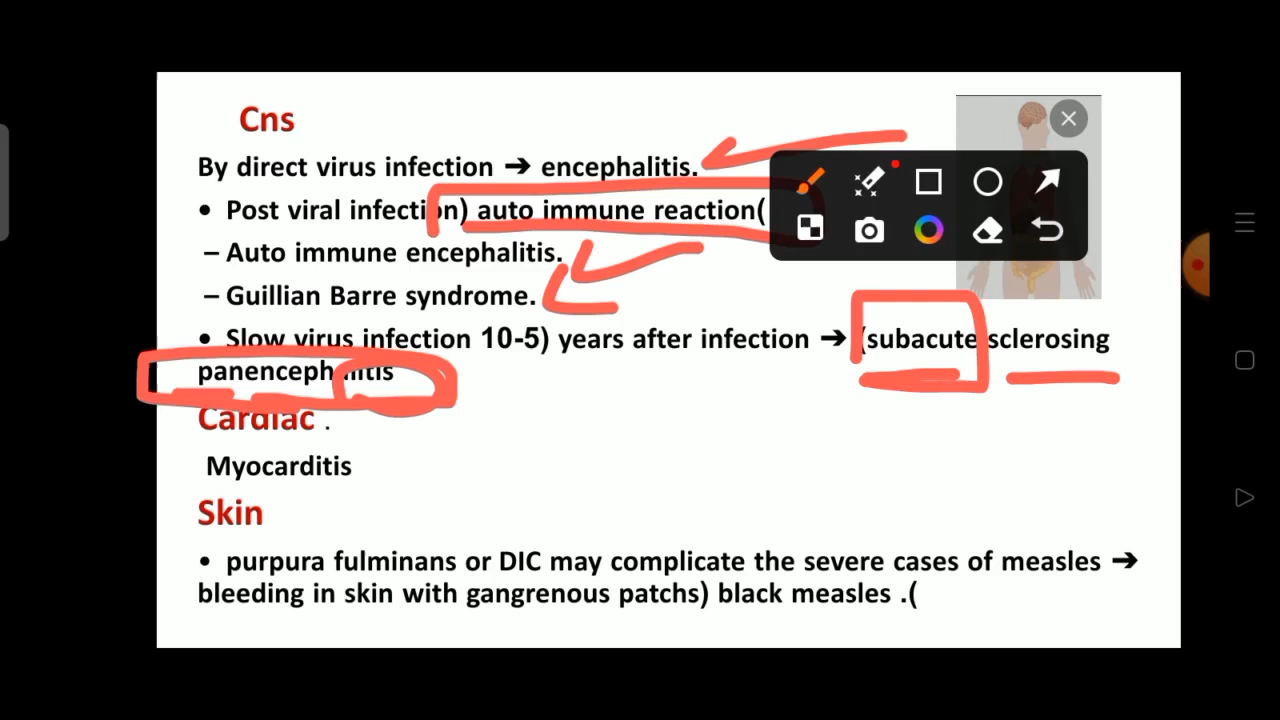 Cns
By direct virus infection ➔ encephalitis.
• Post viral infection) auto immune reaction(
– Auto immune encephalitis.
– Guillian Barre syndrome.
• Slow virus infection 10-5) years after infection ➔ (subacute sclerosing
panencephalitis
Cardiac .
Myocarditis
Skin
• purpura fulminans or DIC may complicate the severe cases of measles ➔
bleeding in skin with gangrenous patchs) black measles .(